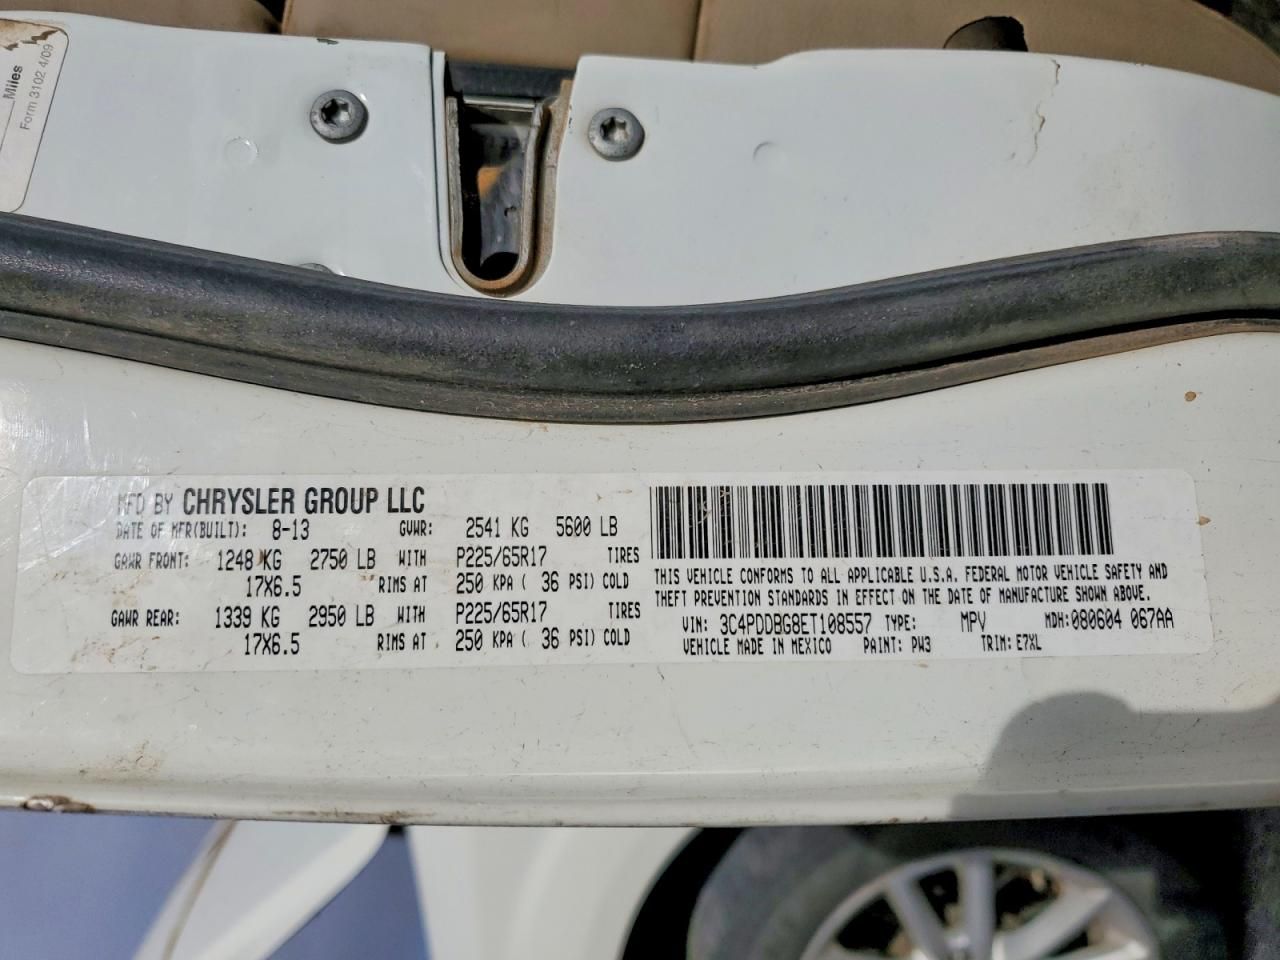 Miles
Form 3102 4/09
MFD BY CHRYSLER GROUP LLC
DATE OF MFR(BUILT): 8-13 GVWR: 2541 KG 5600 LB
GAWR FRONT: 1248 KG 2750 LB WITH P225/65R17 TIRES
17X6.5 RIMS AT 250 KPA ( 36 PSI) COLD
GAWR REAR: 1339 KG 2950 LB WITH P225/65R17 TIRES
17X6.5 RIMS AT 250 KPA ( 36 PSI) COLD
THIS VEHICLE CONFORMS TO ALL APPLICABLE U.S.A. FEDERAL MOTOR VEHICLE SAFETY AND
THEFT PREVENTION STANDARDS IN EFFECT ON THE DATE OF MANUFACTURE SHOWN ABOVE.
VIN: 3C4PDDBG8ET108557 TYPE: MPV MDH:080604 067AA
VEHICLE MADE IN MEXICO PAINT: PW3 TRIM: E7XL